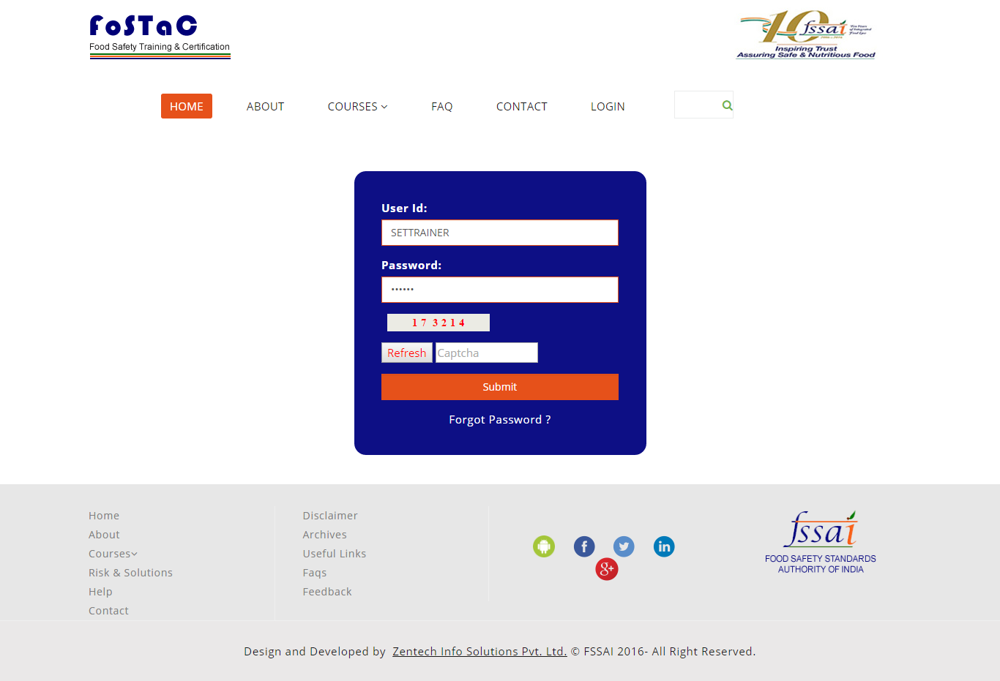 FoSTaC
Food Safety Training & Certification
10 fssai
Inspiring Trust
Assuring Safe & Nutritious Food
HOME ABOUT COURSES FAQ CONTACT LOGIN
User Id:
SETTRAINER
Password:
••••••
1 7 3 2 1 4
Refresh Captcha
Submit
Forgot Password ?
Home
About
Courses
Risk & Solutions
Help
Contact
Disclaimer
Archives
Useful Links
Faqs
Feedback
f
in
g+
fssai
FOOD SAFETY STANDARDS
AUTHORITY OF INDIA
Design and Developed by Zentech Info Solutions Pvt. Ltd. © FSSAI 2016- All Right Reserved.